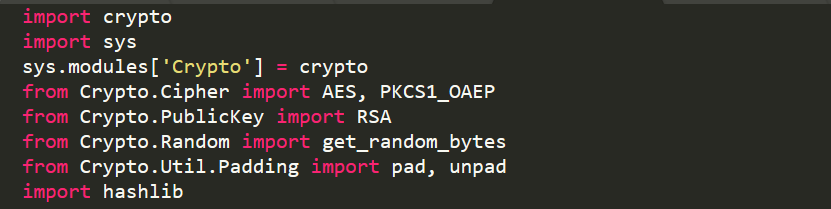 import crypto
import sys
sys.modules['Crypto'] = crypto
from Crypto.Cipher import AES, PKCS1_OAEP
from Crypto.PublicKey import RSA
from Crypto.Random import get_random_bytes
from Crypto.Util.Padding import pad, unpad
import hashlib